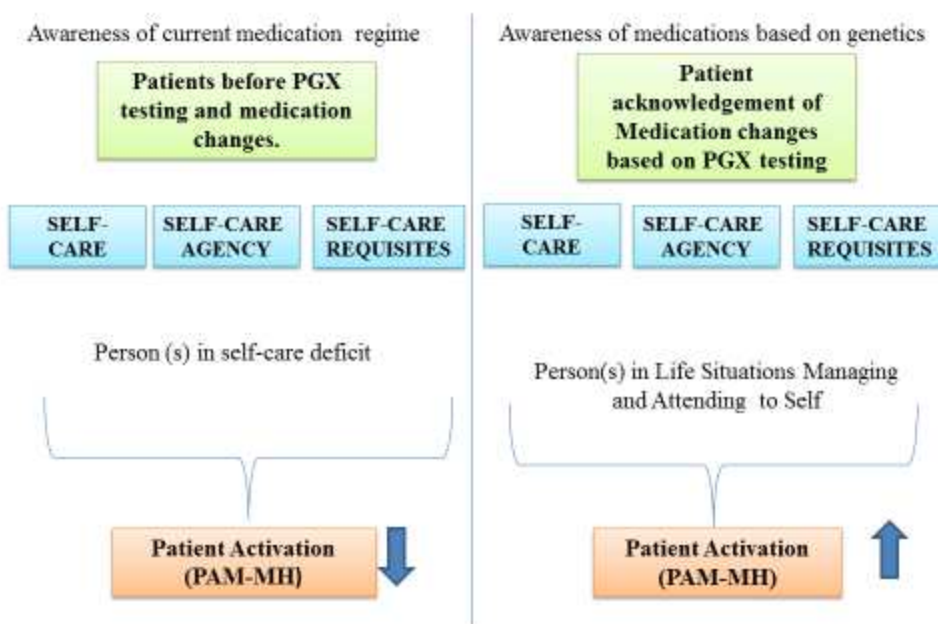 Awareness of current medication regime
Patients before PGX
testing and medication
changes.
SELF-
CARE
SELF-CARE
AGENCY
SELF-CARE
REQUISITES
Person (s) in self-care deficit
Patient Activation
(PAM-MH)
Awareness of medications based on genetics
Patient
acknowledgement of
Medication changes
based on PGX testing
SELF-
CARE
SELF-CARE
AGENCY
SELF-CARE
REQUISITES
Person(s) in Life Situations Managing
and Attending to Self
Patient Activation
(PAM-MH)